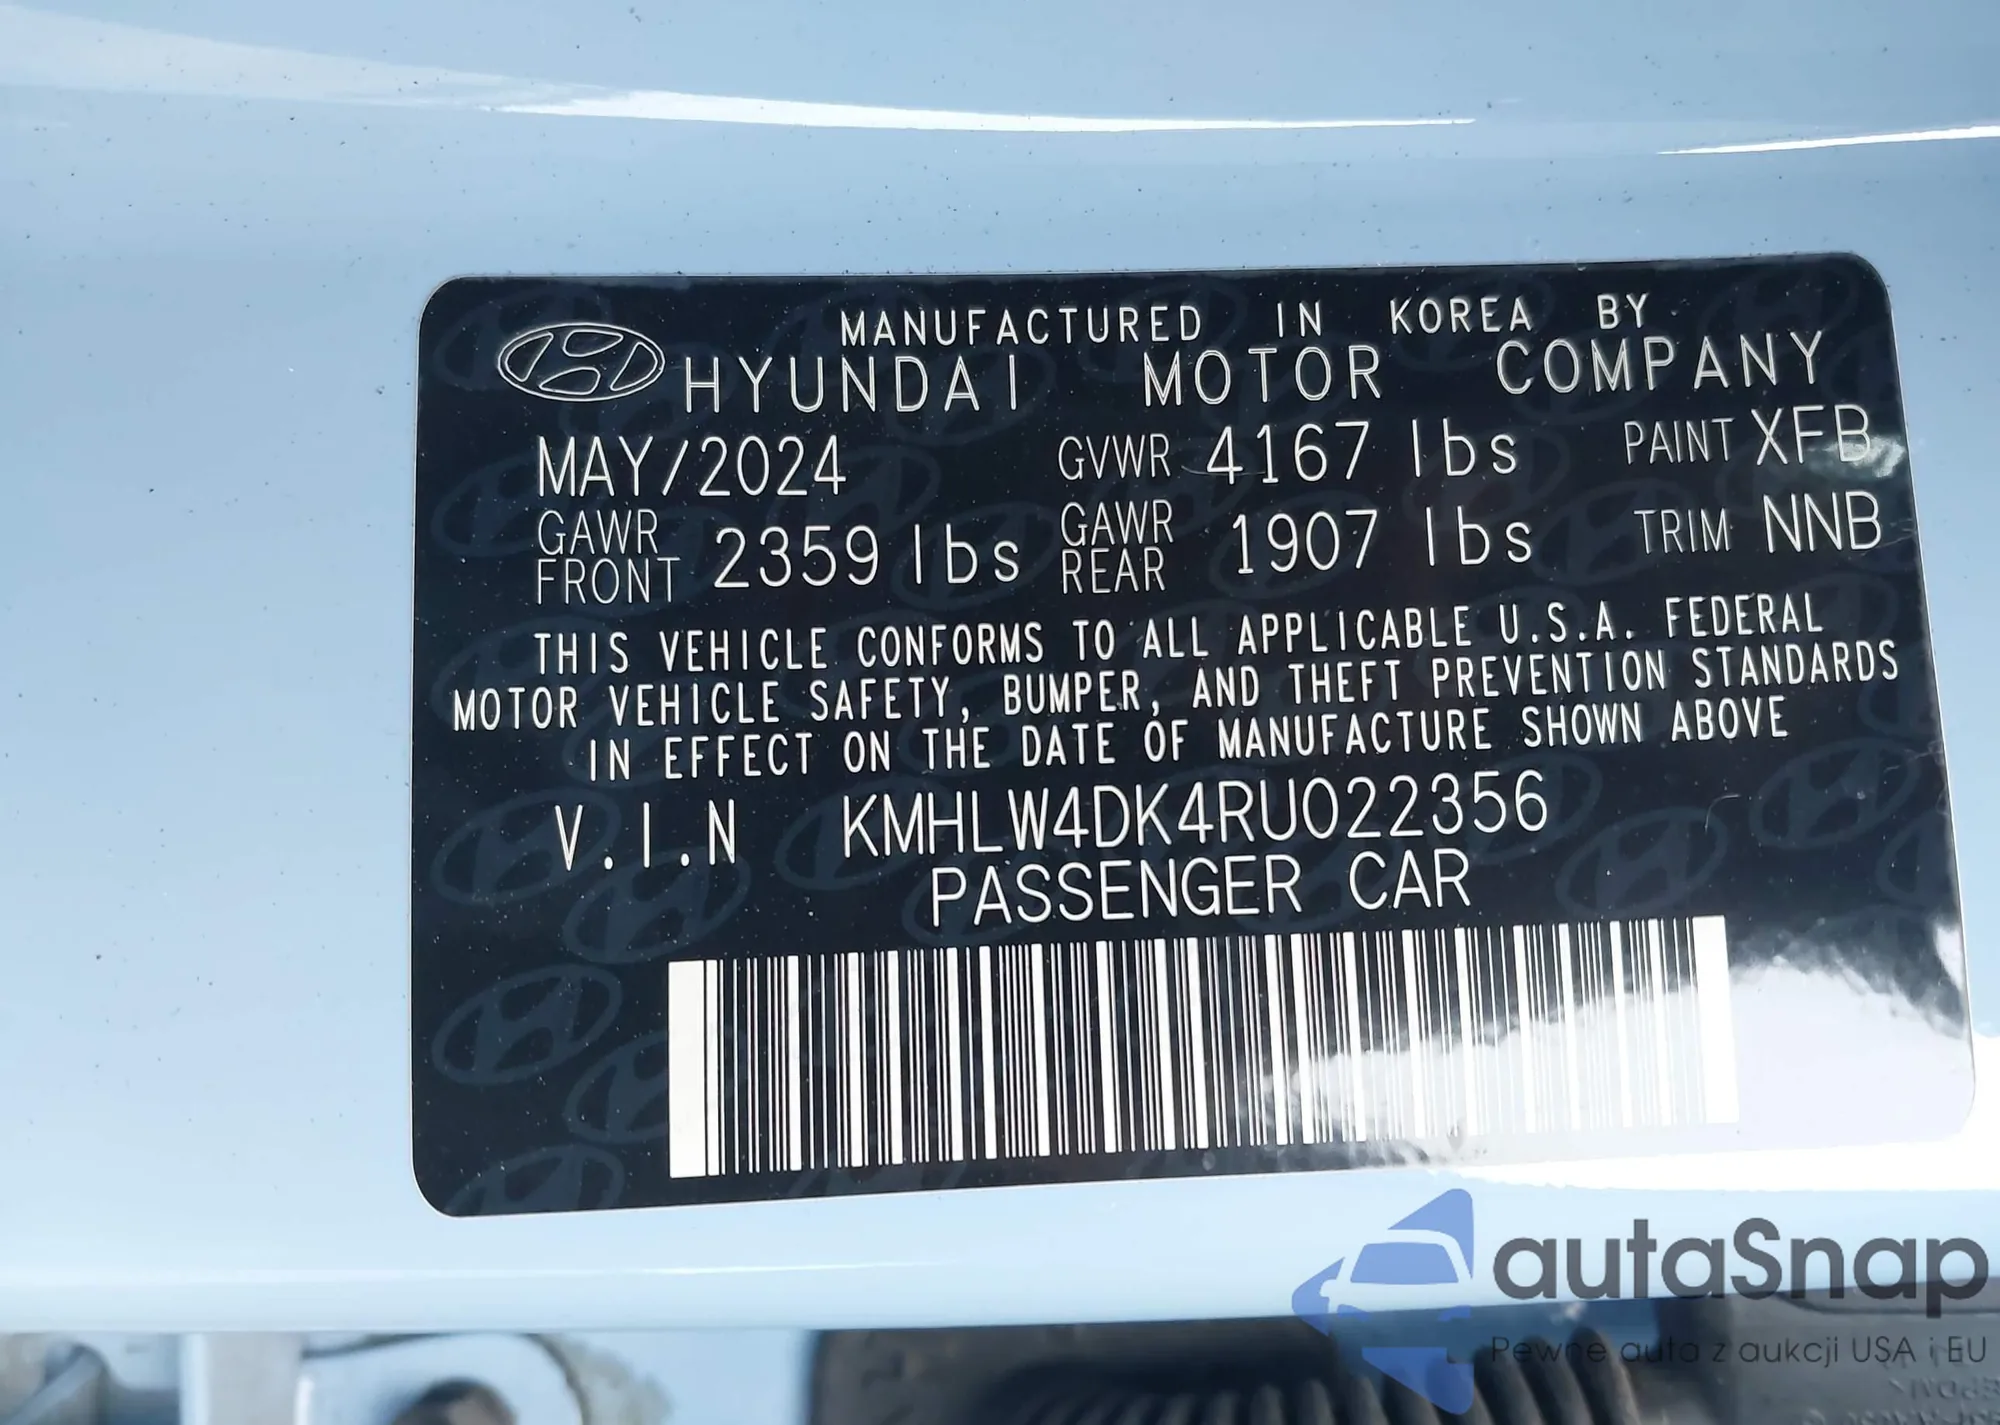 MANUFACTURED IN KOREA BY
HYUNDAI MOTOR COMPANY
MAY/2024 GVWR 4167 lbs PAINT XFB
GAWR FRONT 2359 lbs GAWR REAR 1907 lbs TRIM NNB
THIS VEHICLE CONFORMS TO ALL APPLICABLE U.S.A. FEDERAL
MOTOR VEHICLE SAFETY, BUMPER, AND THEFT PREVENTION STANDARDS
IN EFFECT ON THE DATE OF MANUFACTURE SHOWN ABOVE
V.I.N KMHLW4DK4RU022356
PASSENGER CAR
autaSnap
Pewne auta z aukcji USA i EU